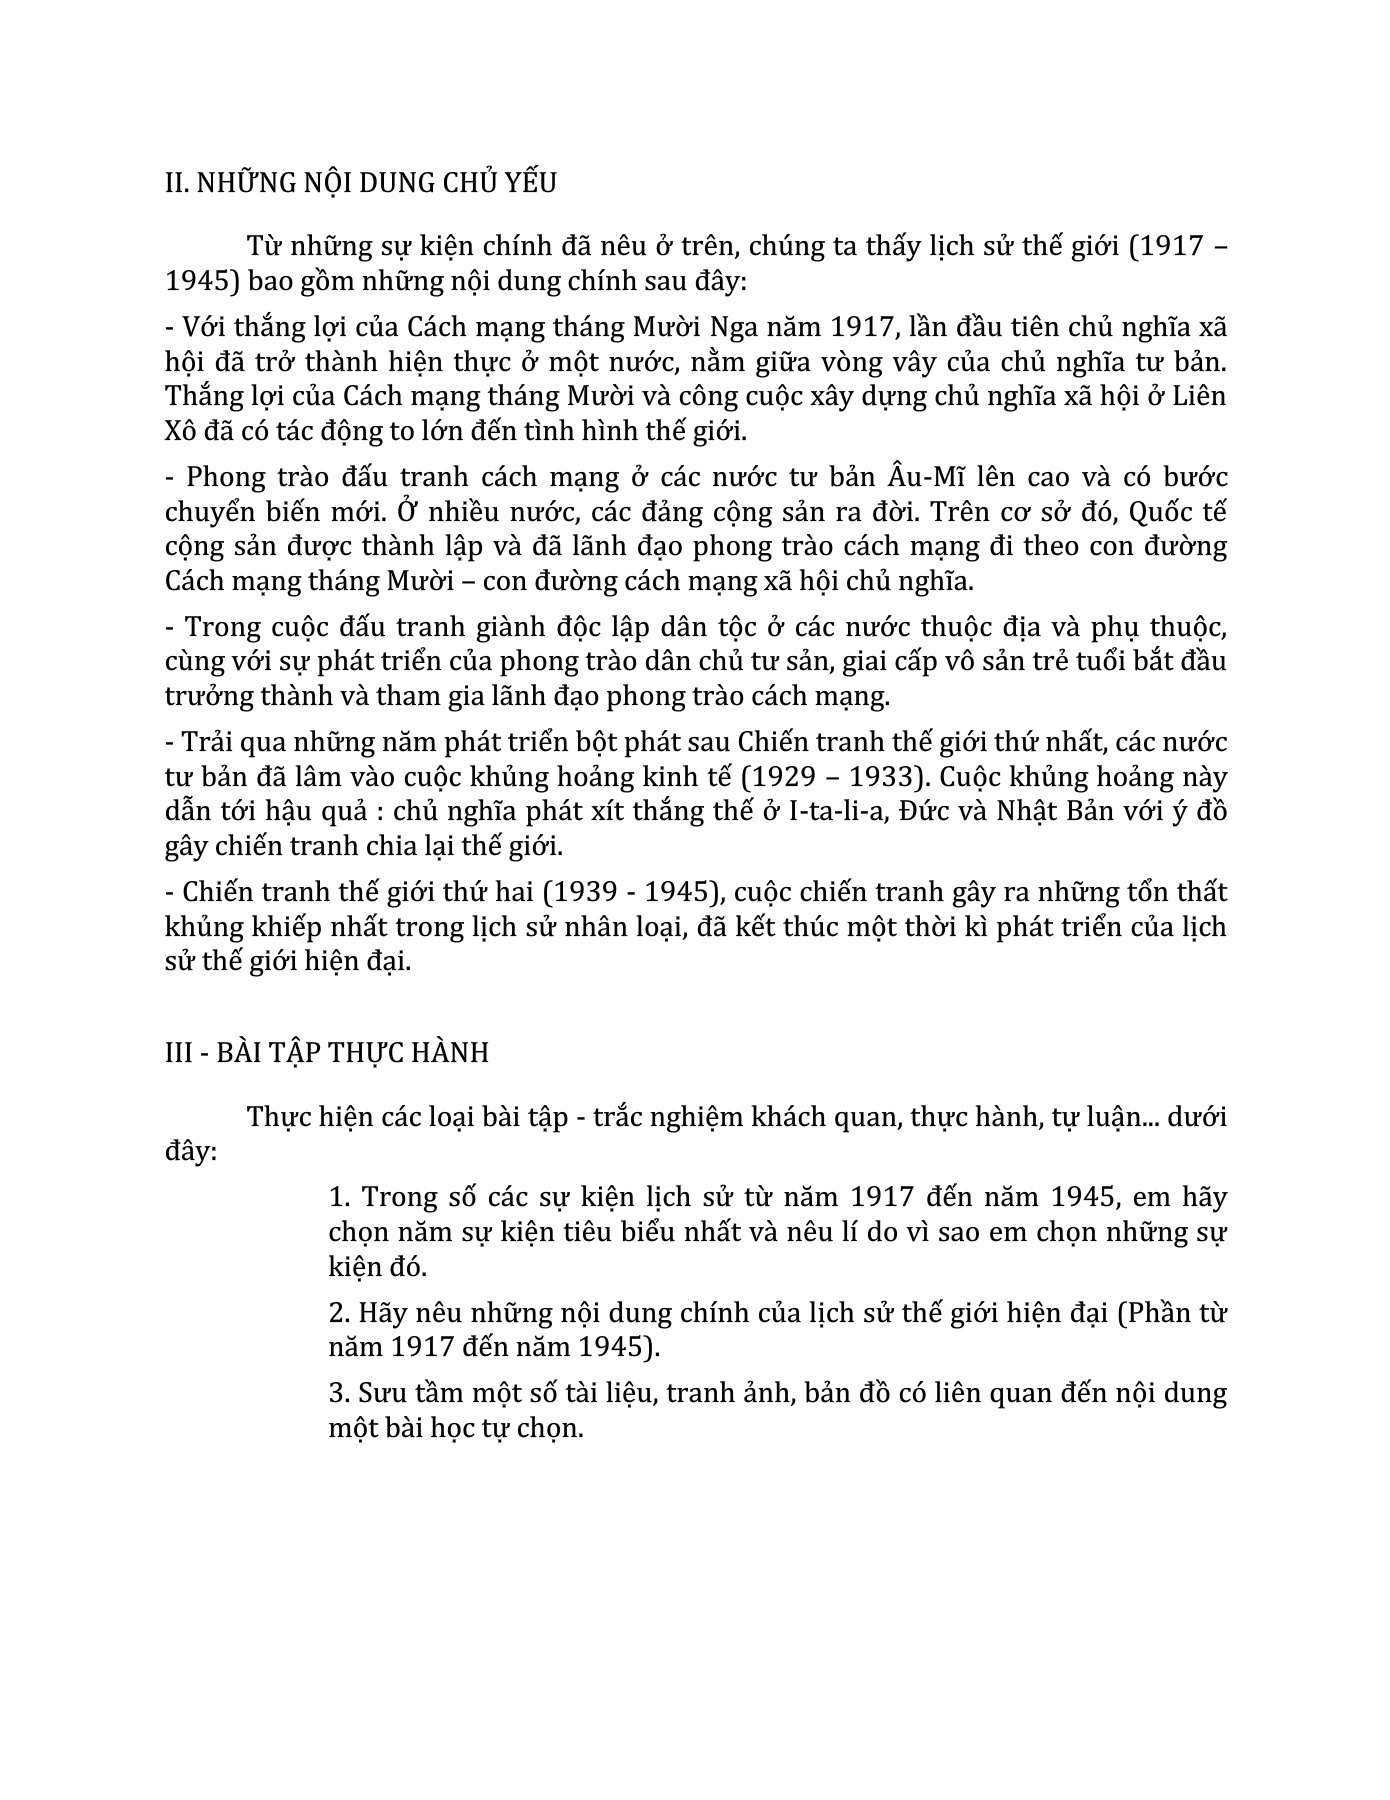 II. NHỮNG NỘI DUNG CHỦ YẾU
Từ những sự kiện chính đã nêu ở trên, chúng ta thấy lịch sử thế giới (1917 –
1945) bao gồm những nội dung chính sau đây:
- Với thắng lợi của Cách mạng tháng Mười Nga năm 1917, lần đầu tiên chủ nghĩa xã
hội đã trở thành hiện thực ở một nước, nằm giữa vòng vây của chủ nghĩa tư bản.
Thắng lợi của Cách mạng tháng Mười và công cuộc xây dựng chủ nghĩa xã hội ở Liên
Xô đã có tác động to lớn đến tình hình thế giới.
- Phong trào đấu tranh cách mạng ở các nước tư bản Âu-Mĩ lên cao và có bước
chuyển biến mới. Ở nhiều nước, các đảng cộng sản ra đời. Trên cơ sở đó, Quốc tế
cộng sản được thành lập và đã lãnh đạo phong trào cách mạng đi theo con đường
Cách mạng tháng Mười – con đường cách mạng xã hội chủ nghĩa.
- Trong cuộc đấu tranh giành độc lập dân tộc ở các nước thuộc địa và phụ thuộc,
cùng với sự phát triển của phong trào dân chủ tư sản, giai cấp vô sản trẻ tuổi bắt đầu
trưởng thành và tham gia lãnh đạo phong trào cách mạng.
- Trải qua những năm phát triển bột phát sau Chiến tranh thế giới thứ nhất, các nước
tư bản đã lâm vào cuộc khủng hoảng kinh tế (1929 – 1933). Cuộc khủng hoảng này
dẫn tới hậu quả : chủ nghĩa phát xít thắng thế ở I-ta-li-a, Đức và Nhật Bản với ý đồ
gây chiến tranh chia lại thế giới.
- Chiến tranh thế giới thứ hai (1939 - 1945), cuộc chiến tranh gây ra những tổn thất
khủng khiếp nhất trong lịch sử nhân loại, đã kết thúc một thời kì phát triển của lịch
sử thế giới hiện đại.
III - BÀI TẬP THỰC HÀNH
Thực hiện các loại bài tập - trắc nghiệm khách quan, thực hành, tự luận... dưới
đây:
1. Trong số các sự kiện lịch sử từ năm 1917 đến năm 1945, em hãy
chọn năm sự kiện tiêu biểu nhất và nêu lí do vì sao em chọn những sự
kiện đó.
2. Hãy nêu những nội dung chính của lịch sử thế giới hiện đại (Phần từ
năm 1917 đến năm 1945).
3. Sưu tầm một số tài liệu, tranh ảnh, bản đồ có liên quan đến nội dung
một bài học tự chọn.